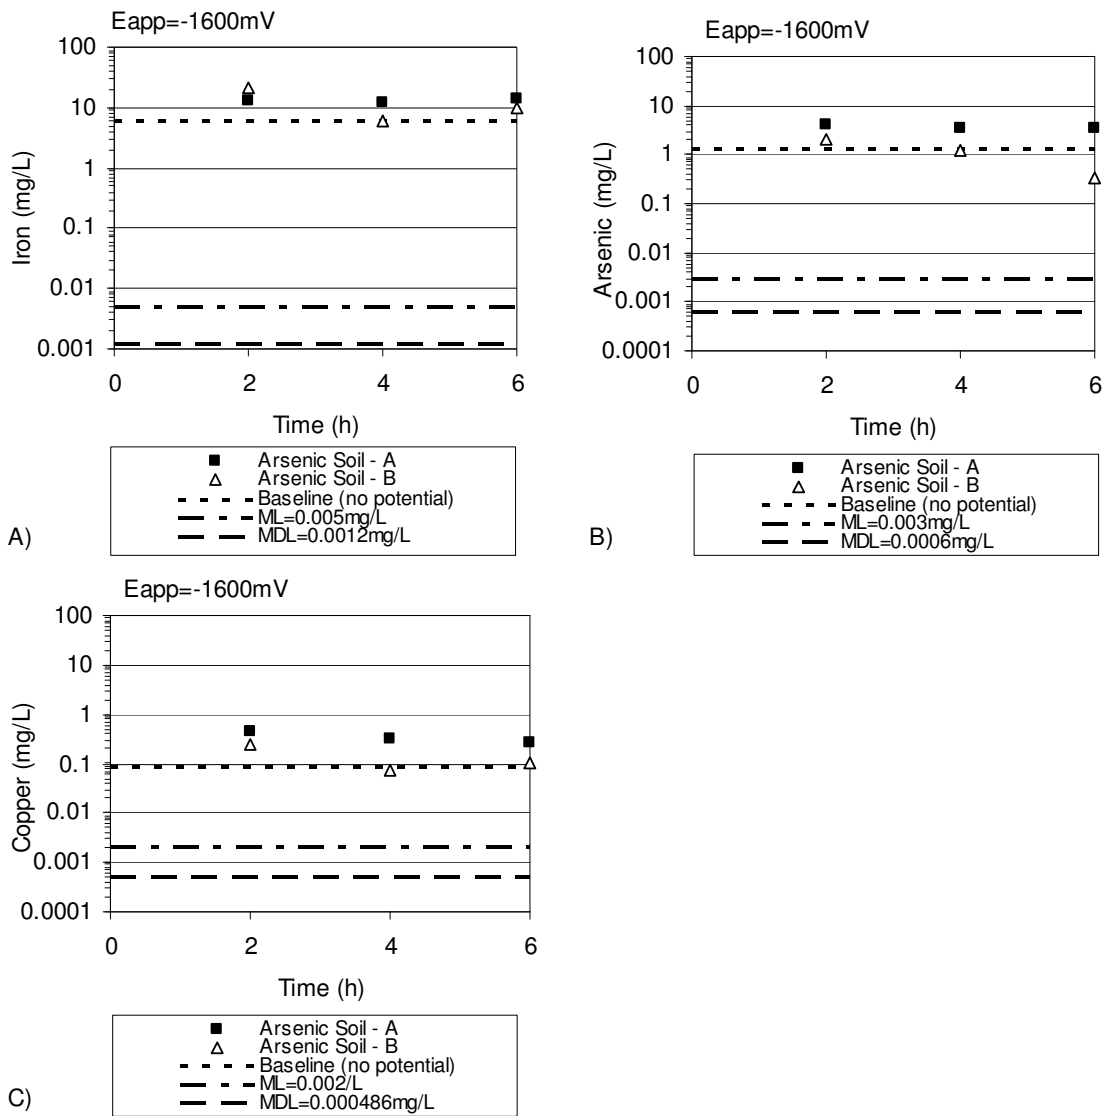 Eapp=-1600mV
100
10
1
0.1
0.01
0.001
Iron (mg/L)
0 2 4 6
Time (h)
Arsenic Soil - A
Arsenic Soil - B
Baseline (no potential)
ML=0.005mg/L
MDL=0.0012mg/L
A)
Eapp=-1600mV
100
10
1
0.1
0.01
0.001
0.0001
Arsenic (mg/L)
0 2 4 6
Time (h)
Arsenic Soil - A
Arsenic Soil - B
Baseline (no potential)
ML=0.003mg/L
MDL=0.0006mg/L
B)
Eapp=-1600mV
100
10
1
0.1
0.01
0.001
0.0001
Copper (mg/L)
0 2 4 6
Time (h)
Arsenic Soil - A
Arsenic Soil - B
Baseline (no potential)
ML=0.002/L
MDL=0.000486mg/L
C)